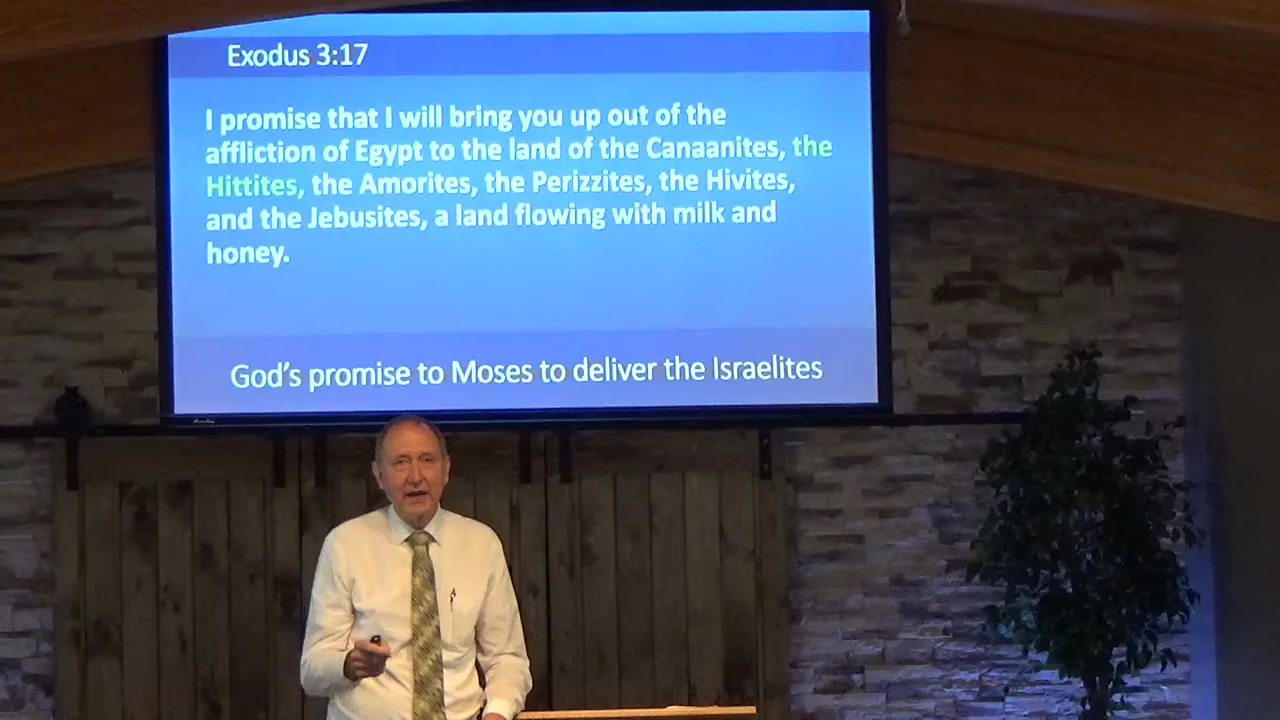 Exodus 3:17
I promise that I will bring you up out of the
affliction of Egypt to the land of the Canaanites, the
Hittites, the Amorites, the Perizzites, the Hivites,
and the Jebusites, a land flowing with milk and
honey.
God’s promise to Moses to deliver the Israelites